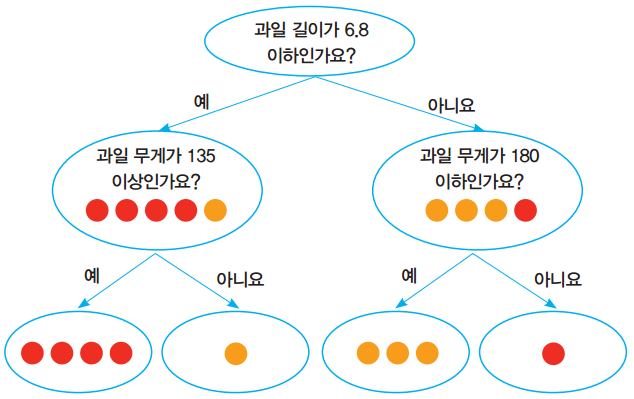 과일 길이가 6.8
이하인가요?
예
아니요
과일 무게가 135
이상인가요?
과일 무게가 180
이하인가요?
예
아니요
예
아니요